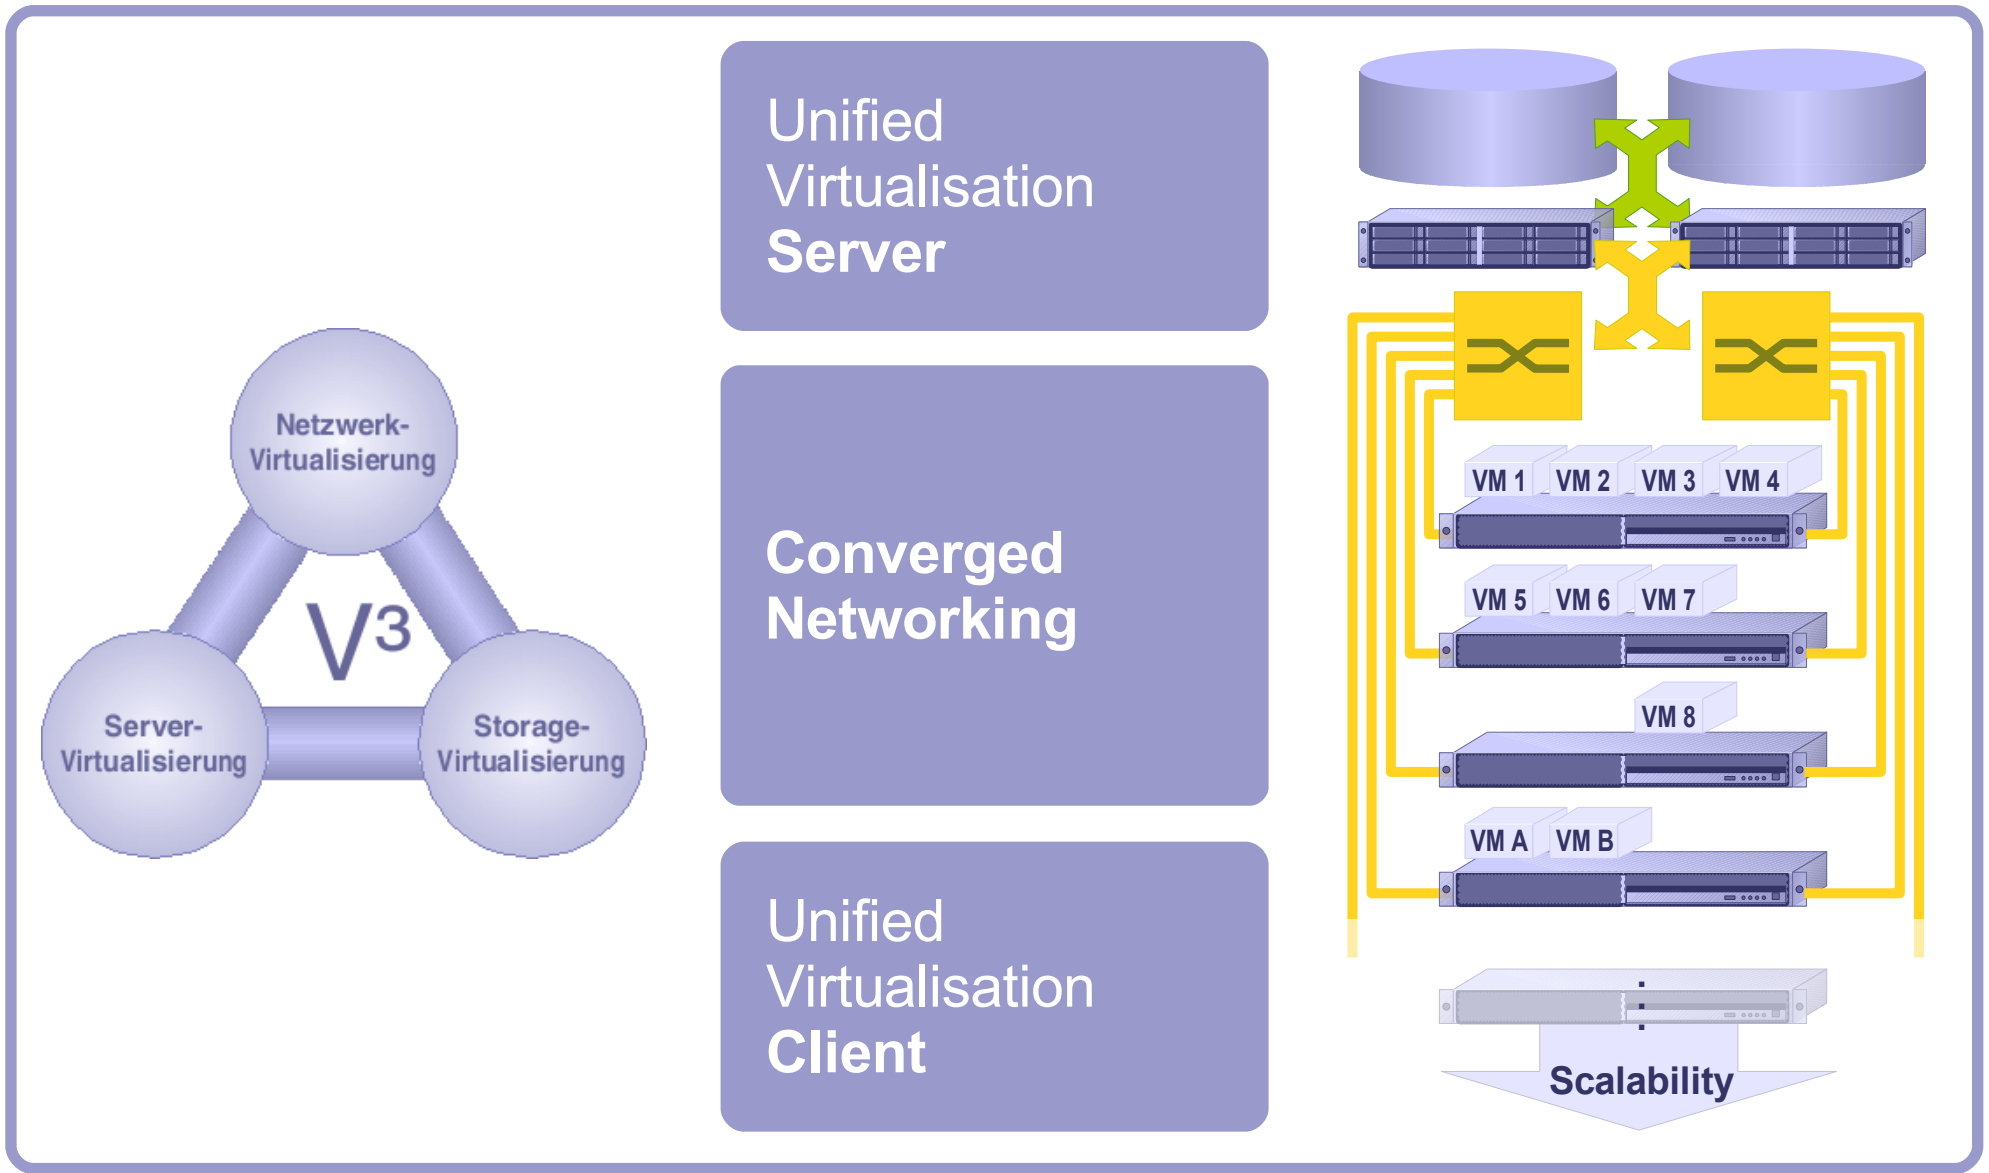 Netzwerk-
Virtualisierung
V³
Server-
Virtualisierung
Storage-
Virtualisierung
Unified
Virtualisation
Server
Converged
Networking
Unified
Virtualisation
Client
VM 1 VM 2 VM 3 VM 4
VM 5 VM 6 VM 7
VM 8
VM A VM B
Scalability